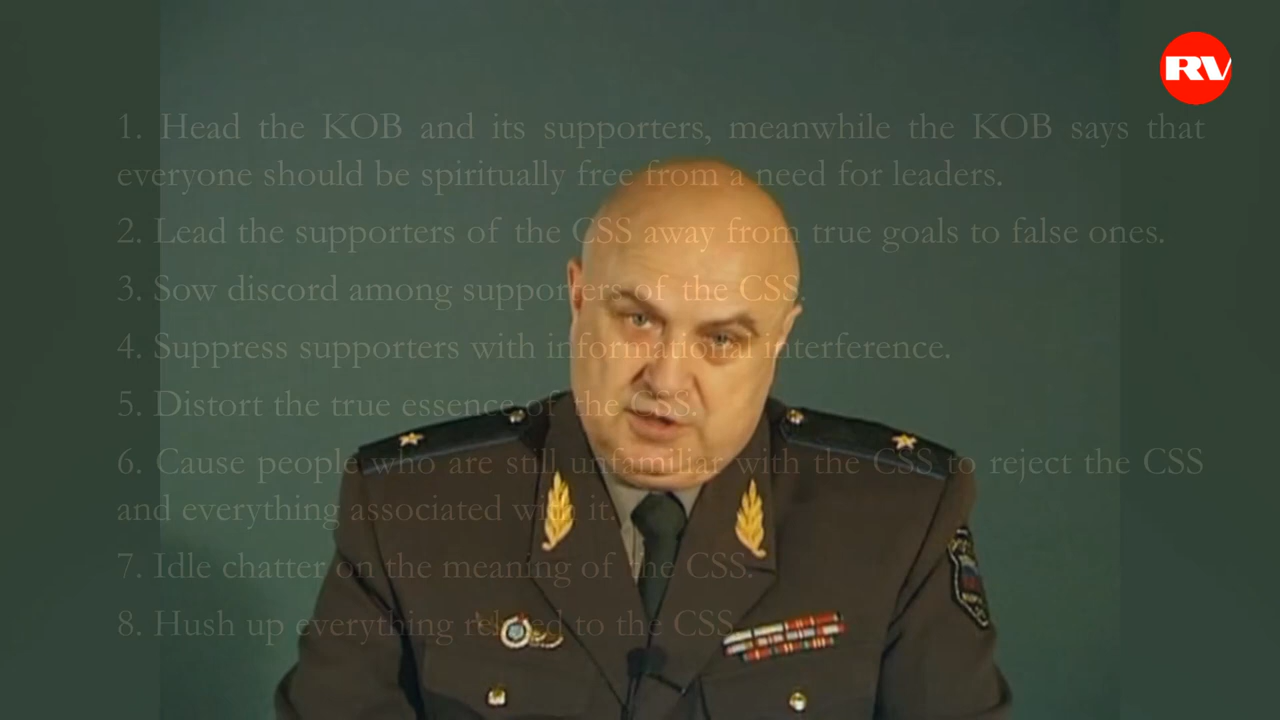 RV
1. Head the KOB and its supporters, meanwhile the KOB says that
everyone should be spiritually free from a need for leaders.
2. Lead the supporters of the CSS away from true goals to false ones.
3. Sow discord among supporters of the CSS.
4. Suppress supporters with information interference.
5. Distort the true essence of the CSS.
6. Cause people who are still unfamiliar with the CSS to reject the CSS
and everything associated with it.
7. Idle chatter on the meaning of the CSS.
8. Hush up everything related to the CSS.